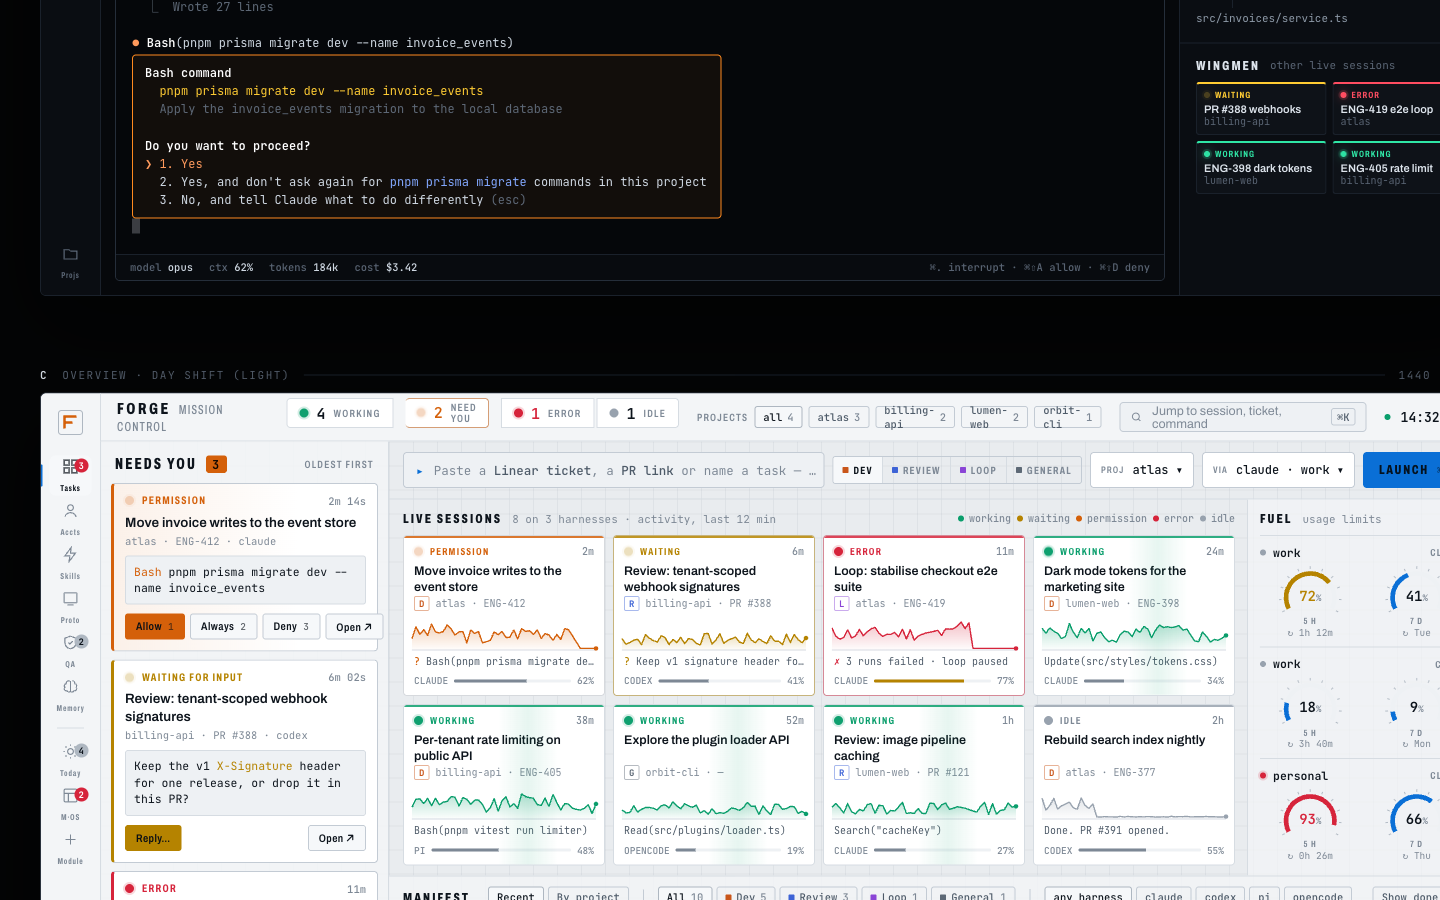 Wrote 27 lines
Bash(pnpm prisma migrate dev --name invoice_events)
Bash command
pnpm prisma migrate dev --name invoice_events
Apply the invoice_events migration to the local database
Do you want to proceed?
❯ 1. Yes
2. Yes, and don't ask again for pnpm prisma migrate commands in this project
3. No, and tell Claude what to do differently (esc)
Projs
model opus ctx 62% tokens 184k cost $3.42
⌘. interrupt · ⌘⇧A allow · ⌘⇧D deny
src/invoices/service.ts
WINGMEN other live sessions
WAITING
PR #388 webhooks
billing-api
ERROR
ENG-419 e2e loop
atlas
WORKING
ENG-398 dark tokens
lumen-web
WORKING
ENG-405 rate limit
billing-api
C OVERVIEW · DAY SHIFT (LIGHT)
1440
F
FORGE MISSION CONTROL
4 WORKING
2 NEED YOU
1 ERROR
1 IDLE
PROJECTS
all 4
atlas 3
billing-api 2
lumen-web 2
orbit-cli 1
Jump to session, ticket, command
⌘K
14:32
3
Tasks
Accts
Skills
Proto
2
QA
Memory
4
Today
2
M·OS
Module
NEEDS YOU 3
OLDEST FIRST
PERMISSION 2m 14s
Move invoice writes to the event store
atlas · ENG-412 · claude
Bash pnpm prisma migrate dev --
name invoice_events
Allow 1
Always 2
Deny 3
Open ↗
WAITING FOR INPUT 6m 02s
Review: tenant-scoped webhook
signatures
billing-api · PR #388 · codex
Keep the v1 X-Signature header
for one release, or drop it in
this PR?
Reply…
Open ↗
ERROR 11m
▸ Paste a Linear ticket, a PR link or name a task — …
DEV
REVIEW
LOOP
GENERAL
PROJ atlas ▾
VIA claude · work ▾
LAUNCH
LIVE SESSIONS 8 on 3 harnesses · activity, last 12 min
working waiting permission error idle
PERMISSION 2m
Move invoice writes to the
event store
D atlas · ENG-412
? Bash(pnpm prisma migrate de…
CLAUDE 62%
WAITING 6m
Review: tenant-scoped
webhook signatures
R billing-api · PR #388
? Keep v1 signature header fo…
CODEX 41%
ERROR 11m
Loop: stabilise checkout e2e
suite
L atlas · ENG-419
✗ 3 runs failed · loop paused
CLAUDE 77%
WORKING 24m
Dark mode tokens for the
marketing site
D lumen-web · ENG-398
Update(src/styles/tokens.css)
CLAUDE 34%
WORKING 38m
Per-tenant rate limiting on
public API
D billing-api · ENG-405
Bash(pnpm vitest run limiter)
PI 48%
WORKING 52m
Explore the plugin loader API
G orbit-cli · —
Read(src/plugins/loader.ts)
OPENCODE 19%
WORKING 1h
Review: image pipeline
caching
R lumen-web · PR #121
Search("cacheKey")
CLAUDE 27%
IDLE 2h
Rebuild search index nightly
D atlas · ENG-377
Done. PR #391 opened.
CODEX 55%
FUEL usage limits
work CL
72% 41%
5 H 7 D
↻ 1h 12m ↻ Tue
work C
18% 9%
5 H 7 D
↻ 3h 40m ↻ Mon
personal CL
93% 66%
5 H 7 D
↻ 0h 26m ↻ Thu
MANIFEST
Recent
By project
All 10
Dev 5
Review 3
Loop 1
General 1
any harness
claude
codex
pi
opencode
Show done